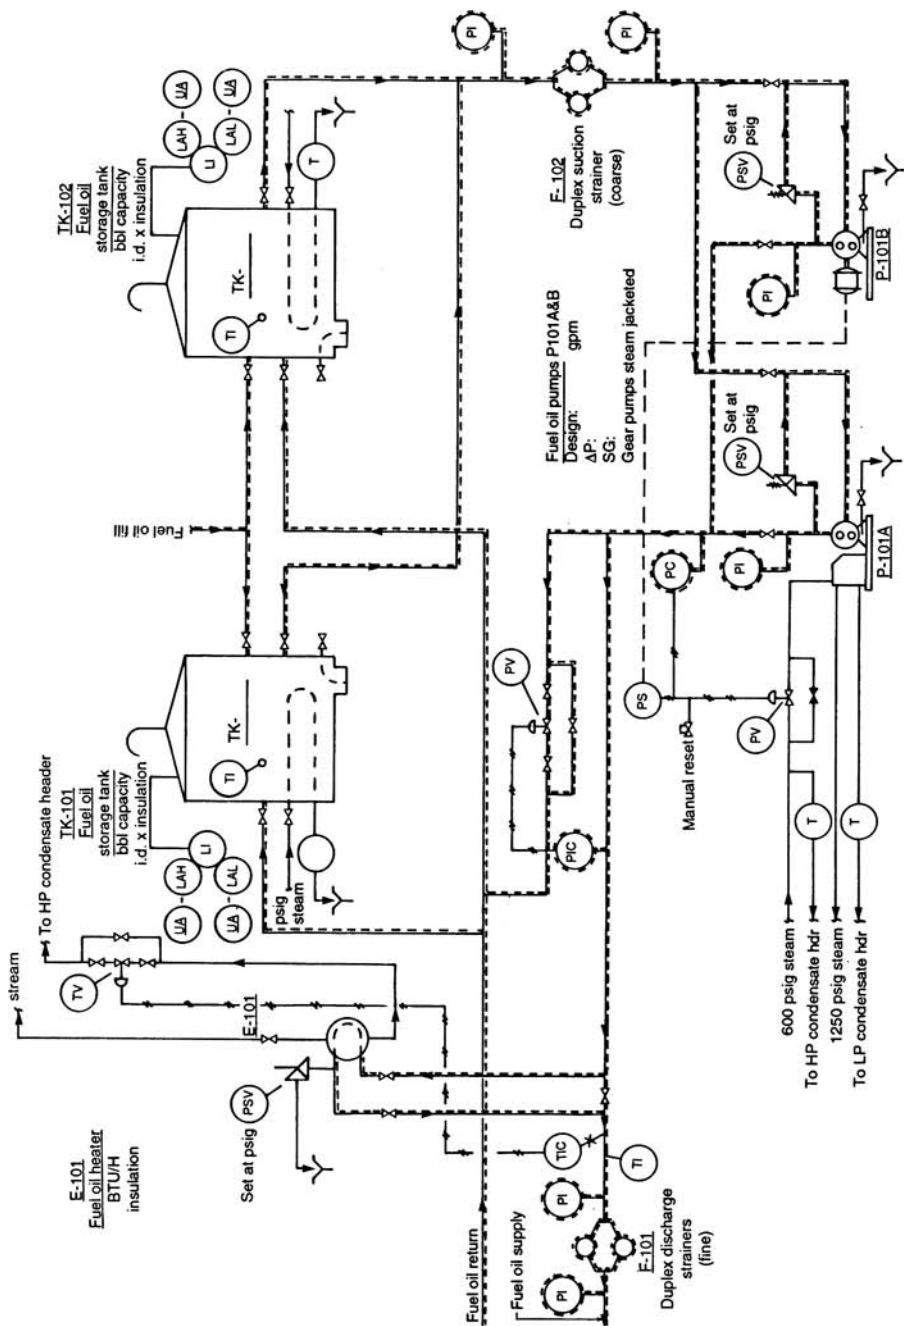 E-101
Fuel oil heater
BTU/H
insulation
stream
To HP condensate header
TV
E-101
PSV
Set at psig
TIC
TI
PI
PI
F-101
Duplex discharge
strainers
(fine)
Fuel oil return
Fuel oil supply
TK-101
Fuel oil
storage tank
bbl capacity
i.d. x insulation
UA
LAH
LI
LAL
UA
psig
steam
TI
TK-
Fuel oil fill
TK-102
Fuel oil
storage tank
bbl capacity
i.d. x insulation
LAH
UA
LI
LAL
UA
TI
TK-
T
PI
PI
F-102
Duplex suction
strainer
(coarse)
Fuel oil pumps P101A&B
Design: gpm
ΔP:
SG:
Gear pumps steam jacketed
PV
PIC
PC
PI
PS
Manual reset
PV
T
T
600 psig steam
To HP condensate hdr
1250 psig steam
To LP condensate hdr
PSV
Set at
psig
P-101A
PI
PSV
Set at
psig
P-101B